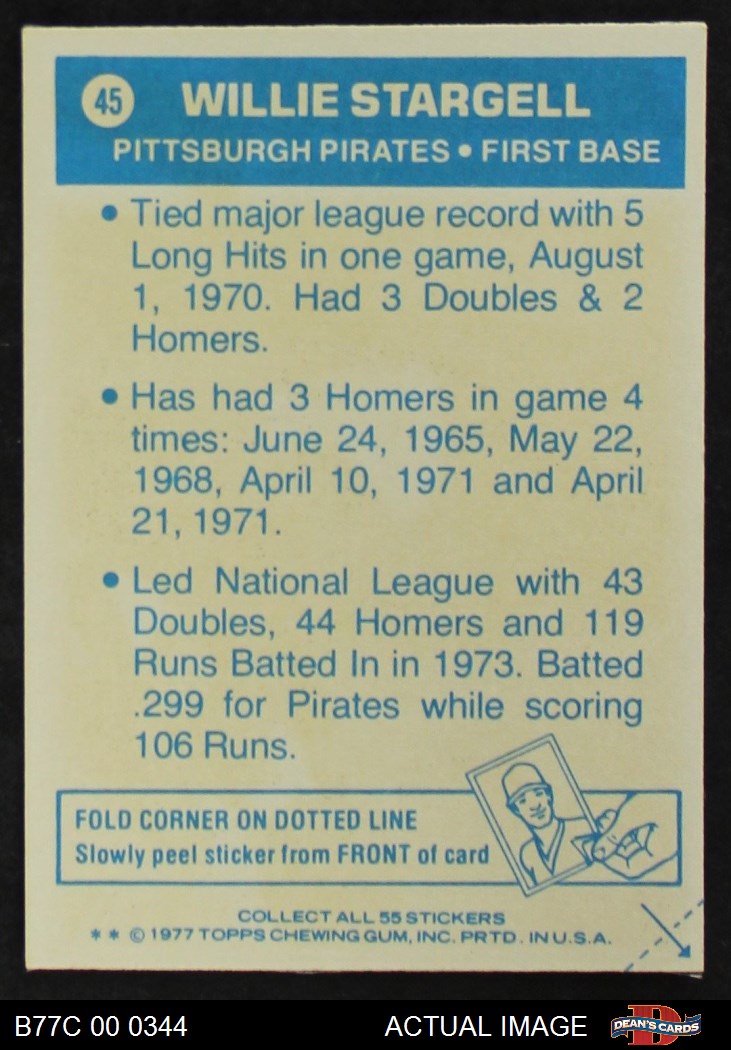 45 WILLIE STARGELL
PITTSBURGH PIRATES • FIRST BASE
• Tied major league record with 5
Long Hits in one game, August
1, 1970. Had 3 Doubles & 2
Homers.
• Has had 3 Homers in game 4
times: June 24, 1965, May 22,
1968, April 10, 1971 and April
21, 1971.
• Led National League with 43
Doubles, 44 Homers and 119
Runs Batted In in 1973. Batted
.299 for Pirates while scoring
106 Runs.
FOLD CORNER ON DOTTED LINE
Slowly peel sticker from FRONT of card
COLLECT ALL 55 STICKERS
* * © 1977 TOPPS CHEWING GUM, INC. PRTD. IN U.S.A.
B77C 00 0344 ACTUAL IMAGE D DEAN'S CARDS